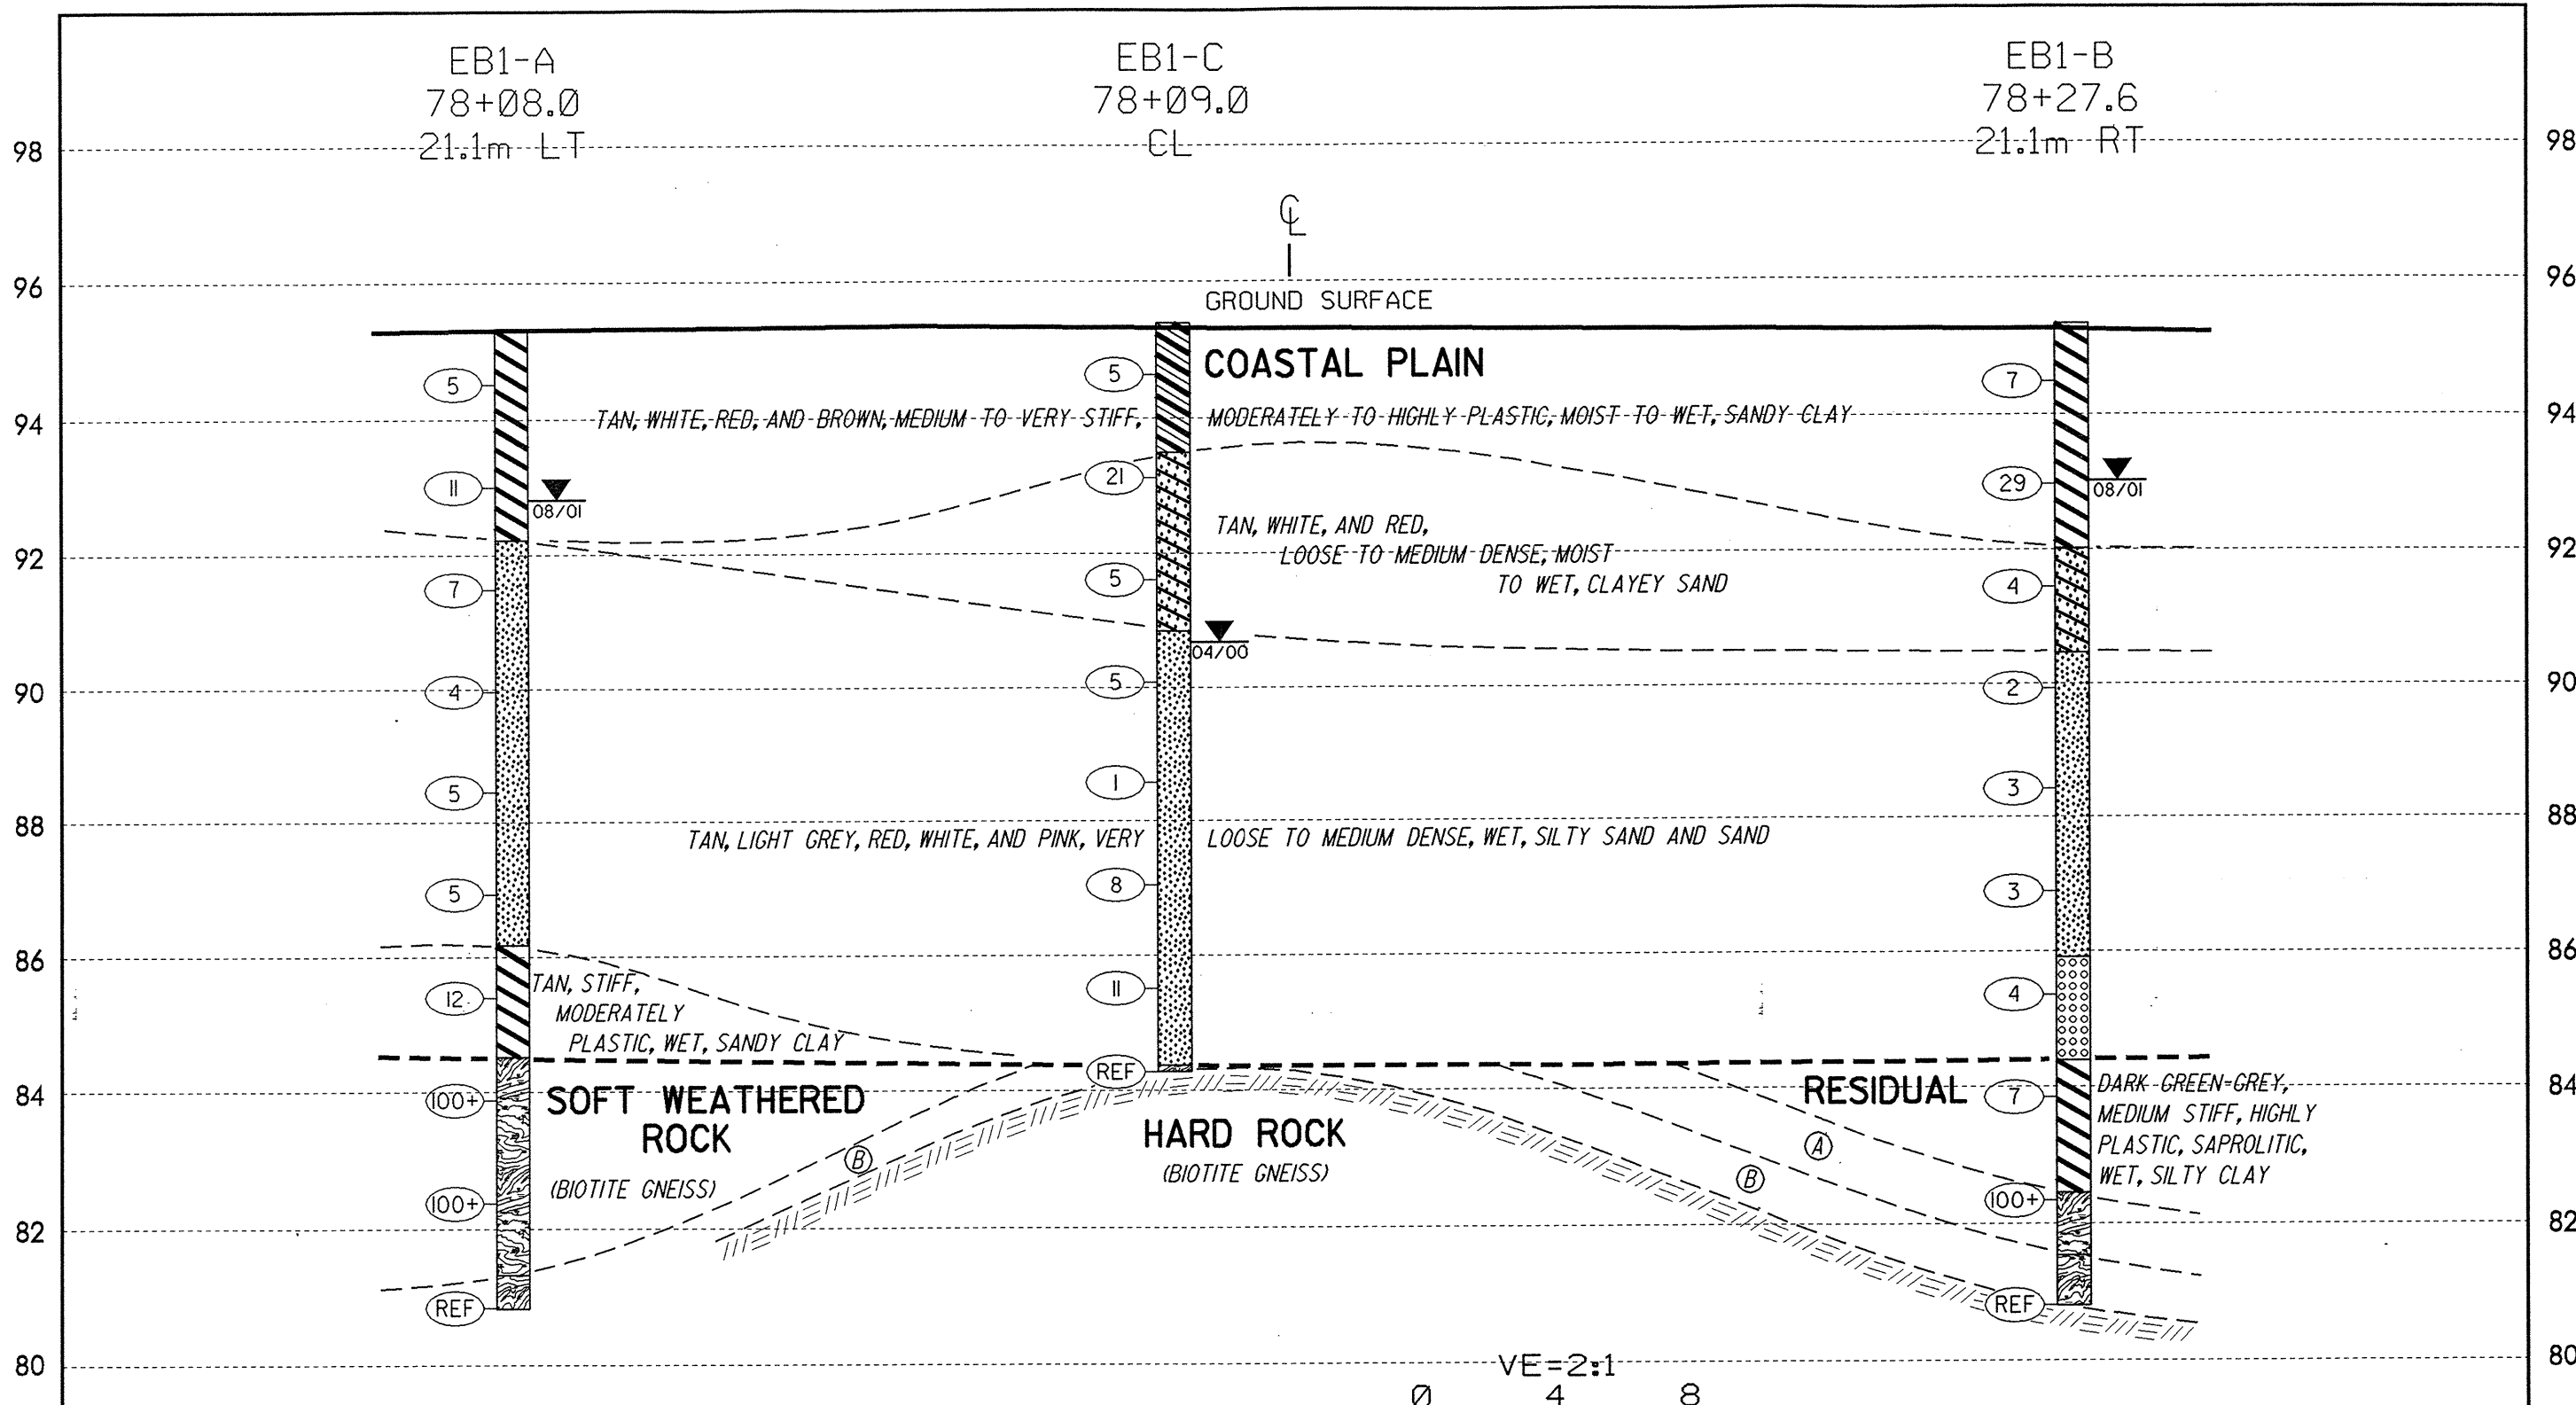 EB1-A
78+08.0
21.1m LT
EB1-C
78+09.0
CL
EB1-B
78+27.6
21.1m RT
98
98
℄
96
96
GROUND SURFACE
COASTAL PLAIN
5
5
7
94
94
TAN, WHITE, RED, AND BROWN, MEDIUM TO VERY STIFF, MODERATELY TO HIGHLY PLASTIC, MOIST TO WET, SANDY CLAY
11
21
29
08/01
08/01
TAN, WHITE, AND RED,
LOOSE TO MEDIUM DENSE, MOIST
TO WET, CLAYEY SAND
92
92
7
5
4
04/00
90
90
4
5
2
5
1
3
88
88
TAN, LIGHT GREY, RED, WHITE, AND PINK, VERY LOOSE TO MEDIUM DENSE, WET, SILTY SAND AND SAND
5
8
3
86
86
12
11
4
TAN, STIFF,
MODERATELY
PLASTIC, WET, SANDY CLAY
REF
84
84
100+
7
SOFT WEATHERED
ROCK
(BIOTITE GNEISS)
B
HARD ROCK
(BIOTITE GNEISS)
RESIDUAL
A
B
DARK GREEN-GREY,
MEDIUM STIFF, HIGHLY
PLASTIC, SAPROLITIC,
WET, SILTY CLAY
100+
100+
82
82
REF
REF
80
80
VE=2:1
0 4 8